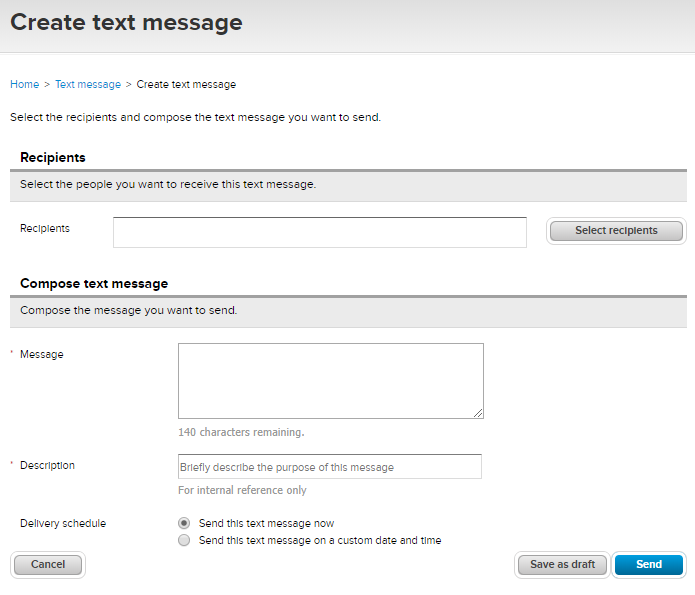 Create text message
Home > Text message > Create text message
Select the recipients and compose the text message you want to send.
Recipients
Select the people you want to receive this text message.
Recipients
Select recipients
Compose text message
Compose the message you want to send.
* Message
140 characters remaining.
* Description
Briefly describe the purpose of this message
For internal reference only
Delivery schedule
Send this text message now
Send this text message on a custom date and time
Cancel
Save as draft
Send